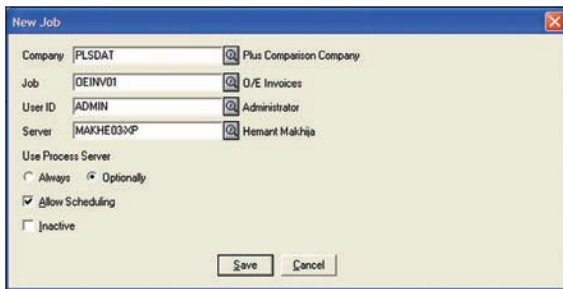 New Job
Company PLSDAT Plus Comparison Company
Job OEINV01 O/E Invoices
User ID ADMIN Administrator
Server MAKHE03-XP Hemant Makhija
Use Process Server
Always Optionally
Allow Scheduling
Inactive
Save Cancel